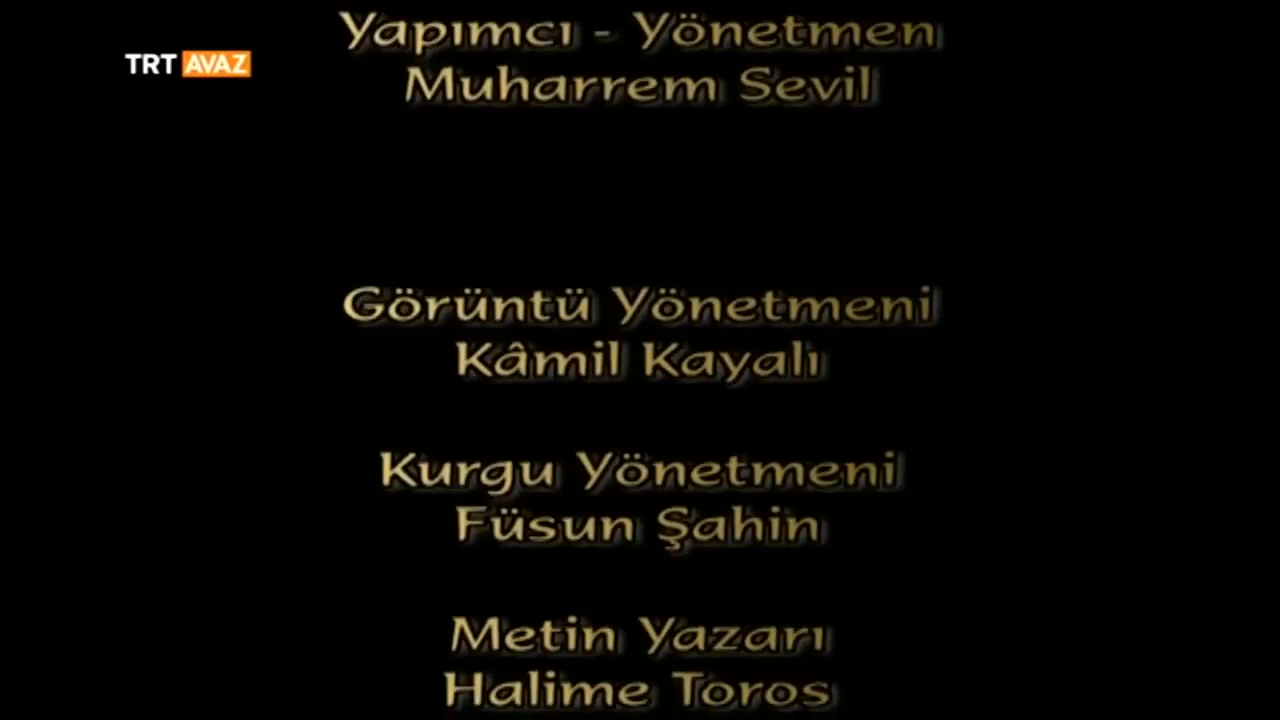 Yapımcı - Yönetmen
TRT AVAZ
Muharrem Sevil
Görüntü Yönetmeni
Kâmil Kayalı
Kurgu Yönetmeni
Füsun Şahin
Metin Yazarı
Halime Toros